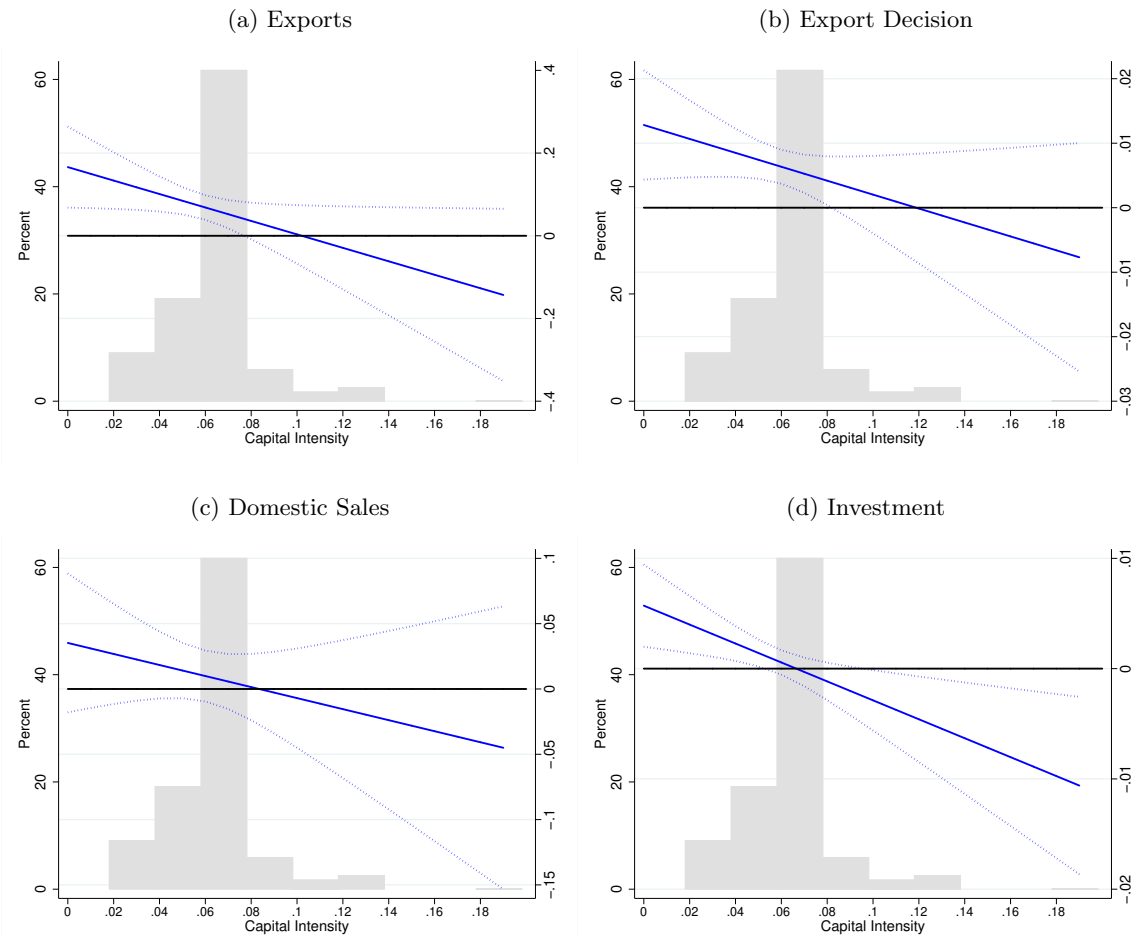 (a) Exports
(b) Export Decision
60
40
20
0
Percent
.4
.2
0
-.2
-.4
0 .02 .04 .06 .08 .1 .12 .14 .16 .18
Capital Intensity
60
40
20
0
Percent
.02
.01
0
-.01
-.02
-.03
0 .02 .04 .06 .08 .1 .12 .14 .16 .18
Capital Intensity
(c) Domestic Sales
(d) Investment
60
40
20
0
Percent
.1
.05
0
-.05
-.1
-.15
0 .02 .04 .06 .08 .1 .12 .14 .16 .18
Capital Intensity
60
40
20
0
Percent
.01
0
-.01
-.02
0 .02 .04 .06 .08 .1 .12 .14 .16 .18
Capital Intensity